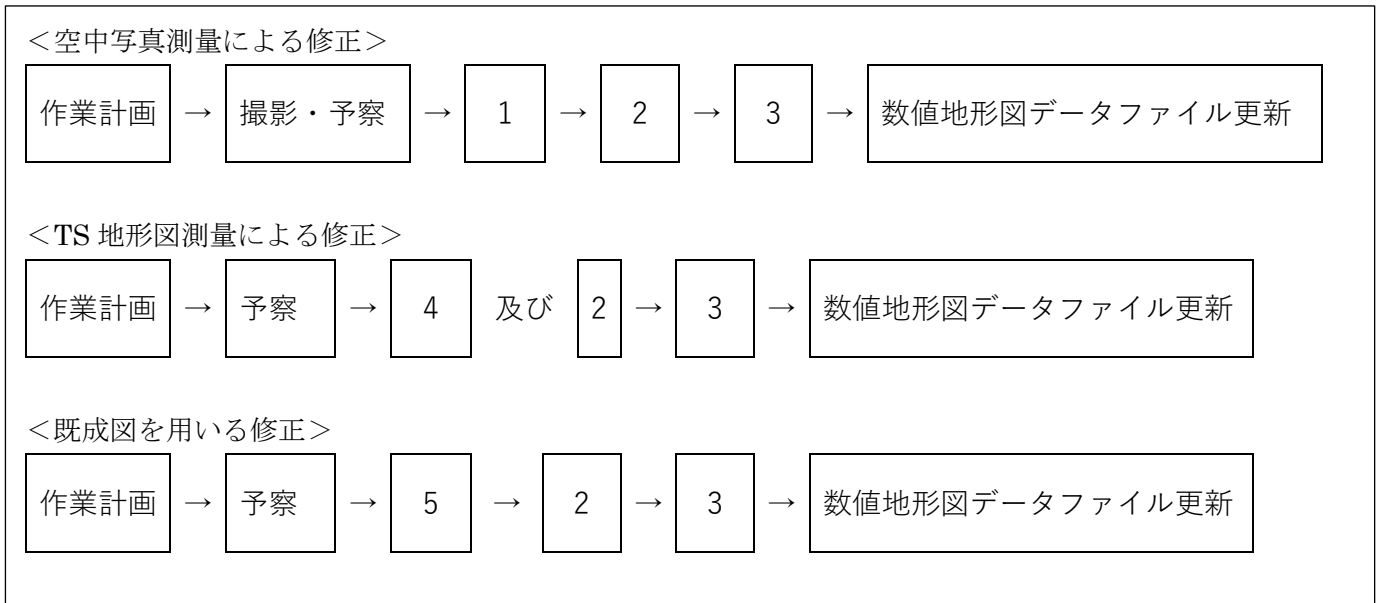 ＜空中写真測量による修正＞
作業計画 → 撮影・予察 → 1 → 2 → 3 → 数値地形図データファイル更新
＜TS 地形図測量による修正＞
作業計画 → 予察 → 4 及び 2 → 3 → 数値地形図データファイル更新
＜既成図を用いる修正＞
作業計画 → 予察 → 5 → 2 → 3 → 数値地形図データファイル更新